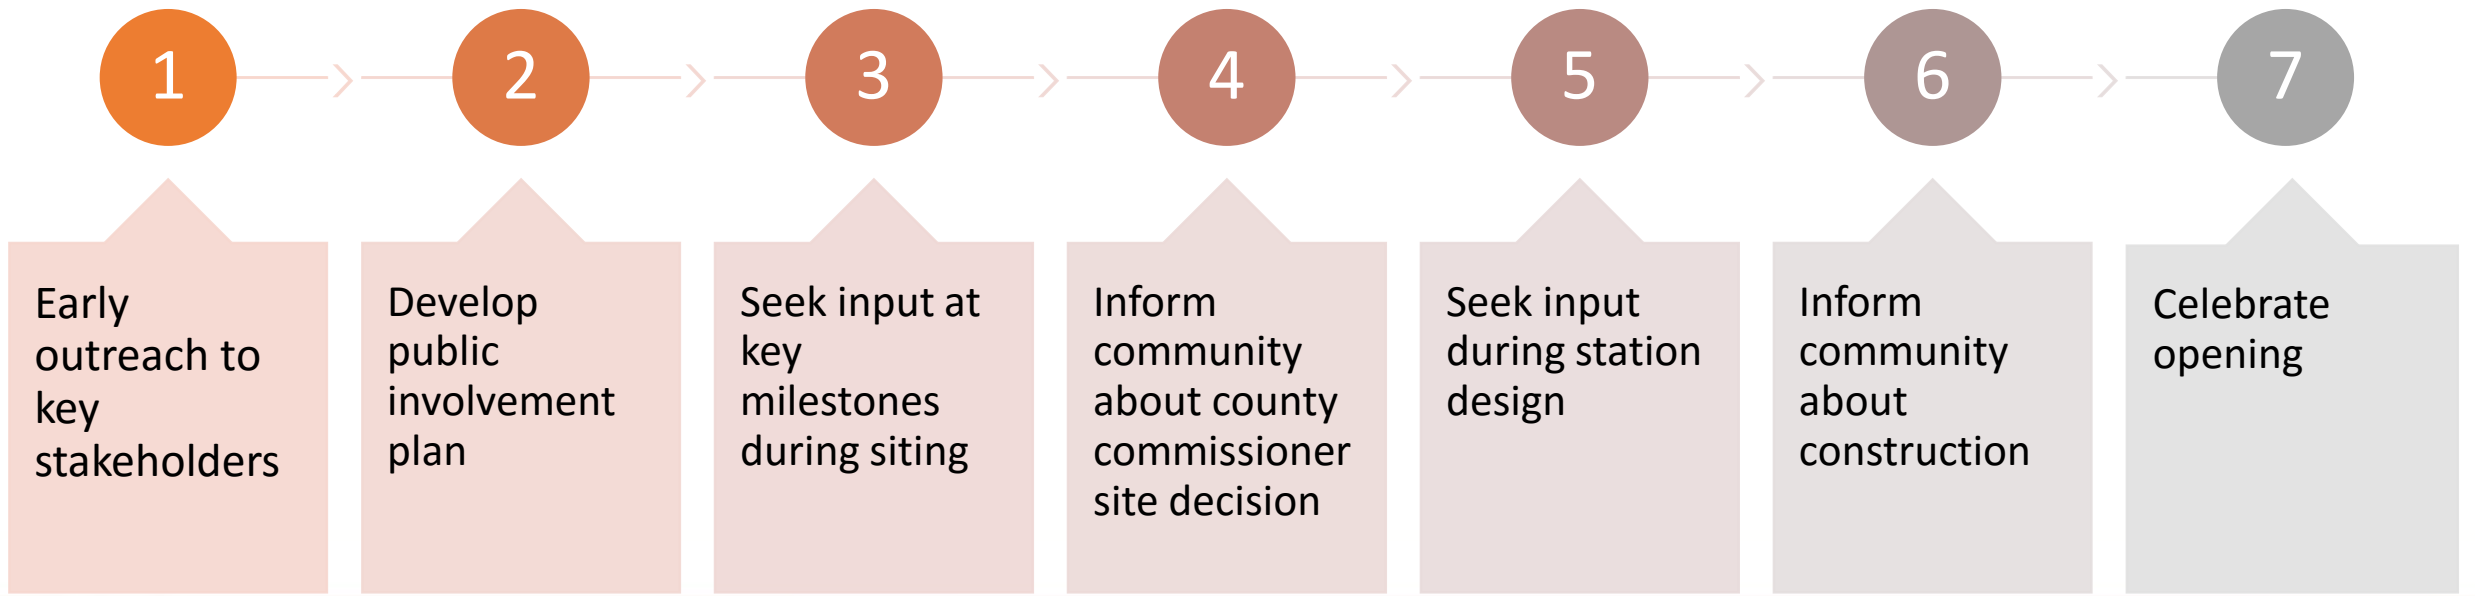 1
2
3
4
5
6
7
Early
outreach to
key
stakeholders
Develop
public
involvement
plan
Seek input at
key
milestones
during siting
Inform
community
about county
commissioner
site decision
Seek input
during station
design
Inform
community
about
construction
Celebrate
opening